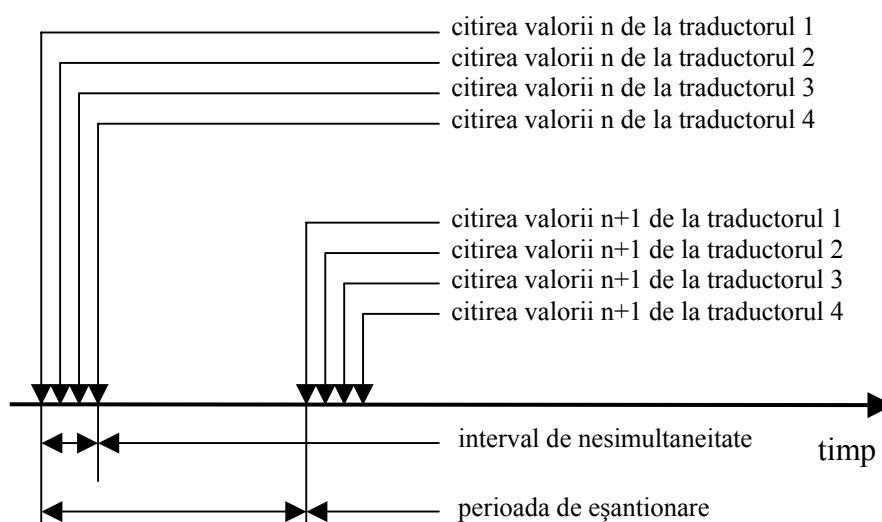 citirea valorii n de la traductorul 1
citirea valorii n de la traductorul 2
citirea valorii n de la traductorul 3
citirea valorii n de la traductorul 4
citirea valorii n+1 de la traductorul 1
citirea valorii n+1 de la traductorul 2
citirea valorii n+1 de la traductorul 3
citirea valorii n+1 de la traductorul 4
interval de nesimultaneitate
timp
perioada de eşantionare